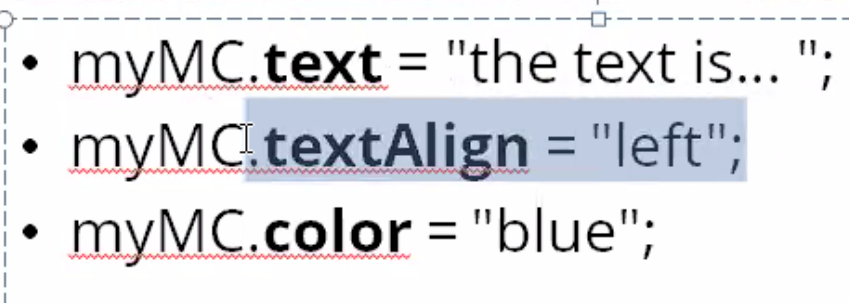 • myMC.text = "the text is... ";
• myMC.textAlign = "left";
• myMC.color = "blue";